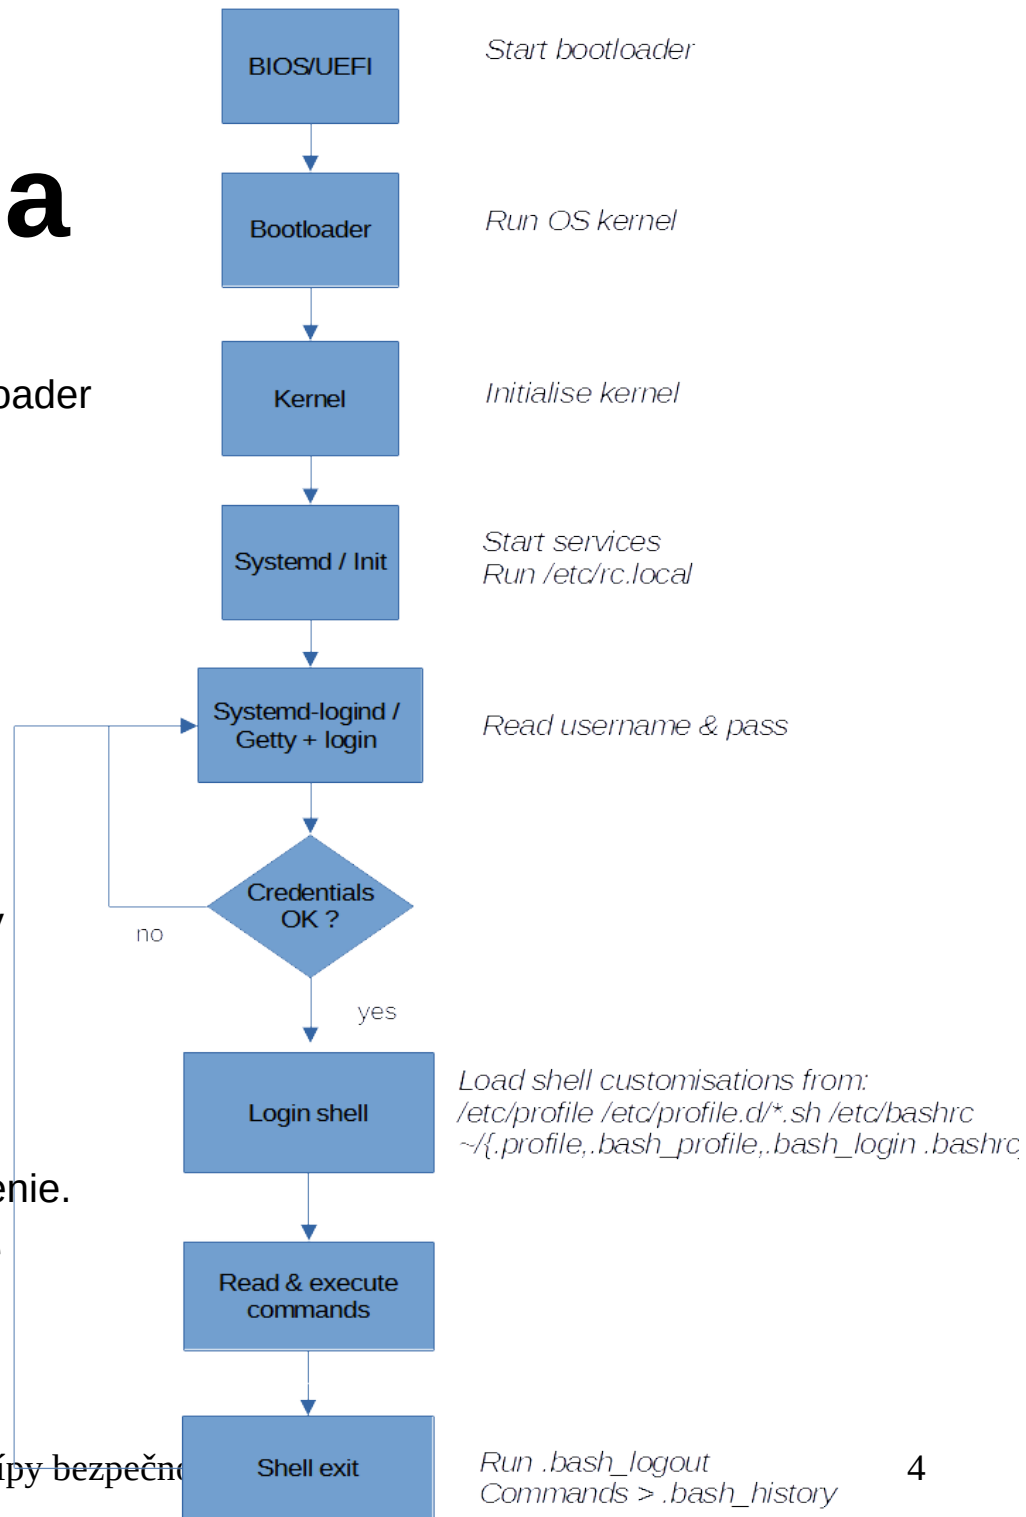 BIOS/UEFI
Start bootloader
a
Bootloader
Run OS kernel
oader
Kernel
Initialise kernel
Systemd / Init
Start services
Run /etc/rc.local
Systemd-logind /
Getty + login
Read username & pass
Credentials
OK ?
no
yes
Login shell
Load shell customisations from:
/etc/profile /etc/profile.d/*.sh /etc/bashrc
~/{.profile,.bash_profile,.bash_login .bashrc
enie.
Read & execute
commands
Shell exit
Run .bash_logout
Commands > .bash_history
ípy bezpečno
4